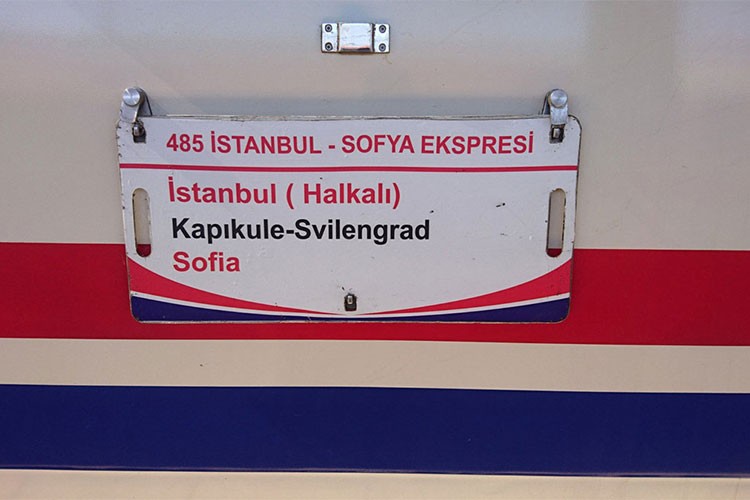 485 İSTANBUL - SOFYA EKSPRESİ
İstanbul ( Halkalı)
Kapıkule-Svilengrad
Sofia